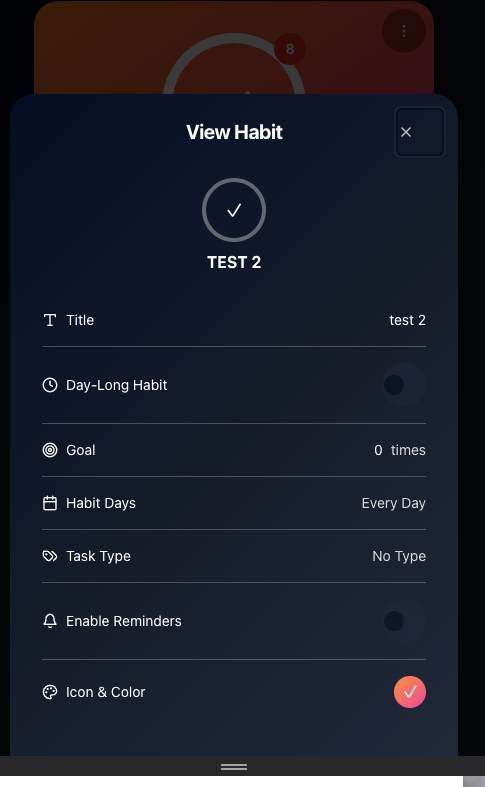 8
View Habit
TEST 2
Title test 2
Day-Long Habit
Goal 0 times
Habit Days Every Day
Task Type No Type
Enable Reminders
Icon & Color